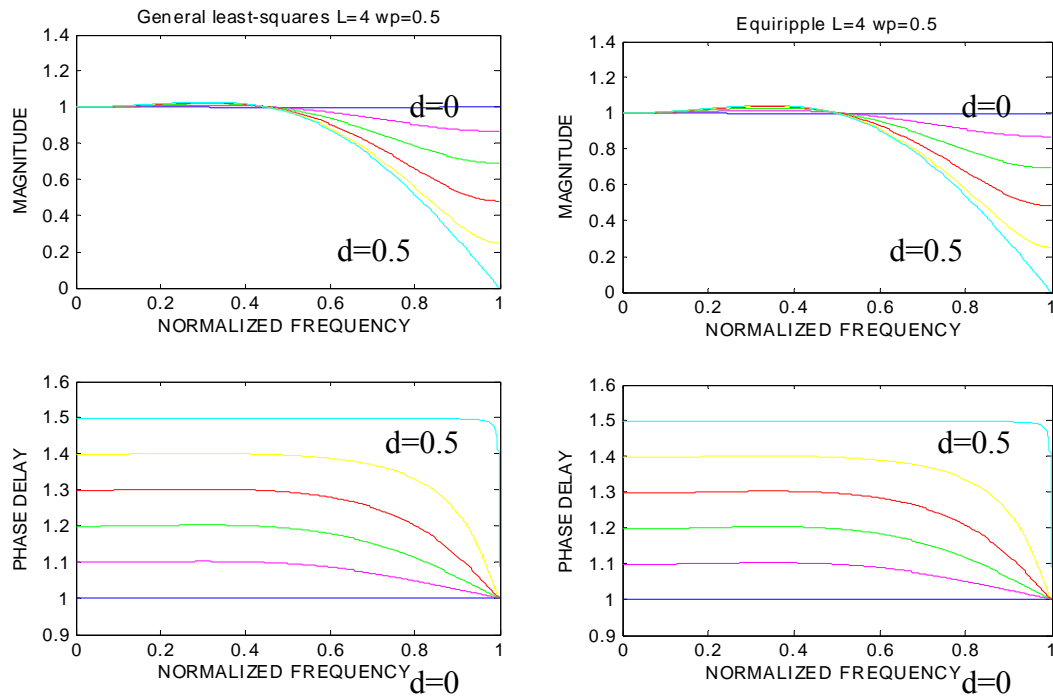 General least-squares L=4 wp=0.5
1.4
1.2
1
0.8
0.6
0.4
0.2
0
MAGNITUDE
d=0
d=0.5
0 0.2 0.4 0.6 0.8 1
NORMALIZED FREQUENCY
Equiripple L=4 wp=0.5
1.4
1.2
1
0.8
0.6
0.4
0.2
0
MAGNITUDE
d=0
d=0.5
0 0.2 0.4 0.6 0.8 1
NORMALIZED FREQUENCY
1.6
1.5
1.4
1.3
1.2
1.1
1
0.9
PHASE DELAY
d=0.5
0 0.2 0.4 0.6 0.8 1
NORMALIZED FREQUENCY
d=0
1.6
1.5
1.4
1.3
1.2
1.1
1
0.9
PHASE DELAY
d=0.5
0 0.2 0.4 0.6 0.8 1
NORMALIZED FREQUENCY
d=0